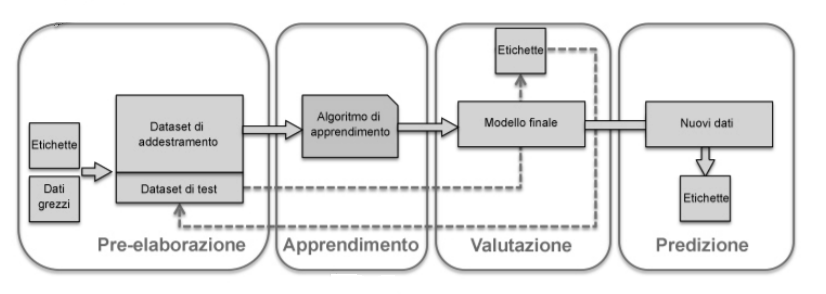 Etichette
Dati
grezzi
Dataset di
addestramento
Dataset di test
Pre-elaborazione
Algoritmo di
apprendimento
Apprendimento
Etichette
Modello finale
Valutazione
Nuovi dati
Etichette
Predizione